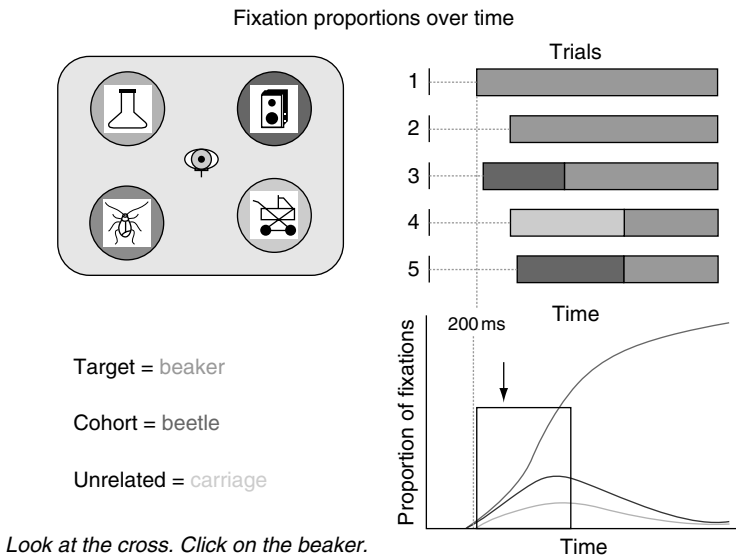 Fixation proportions over time
Trials
1
2
3
4
5
Time
200 ms
Proportion of fixations
Time
Target = beaker
Cohort = beetle
Unrelated = carriage
Look at the cross. Click on the beaker.